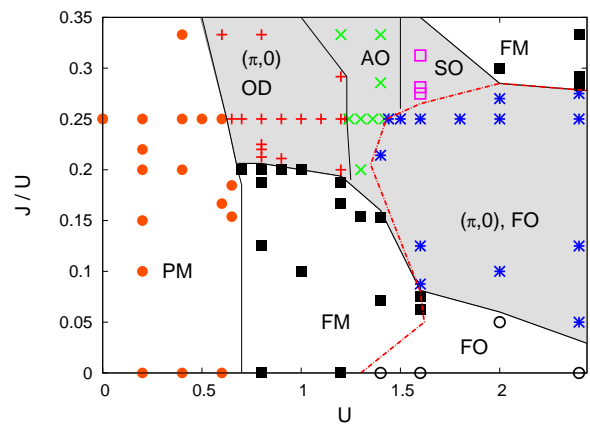 0.35
0.3
0.25
0.2
0.15
0.1
0.05
0
J / U
(π,0)
OD
AO
SO
FM
(π,0), FO
PM
FM
FO
0
0.5
1
1.5
2
U